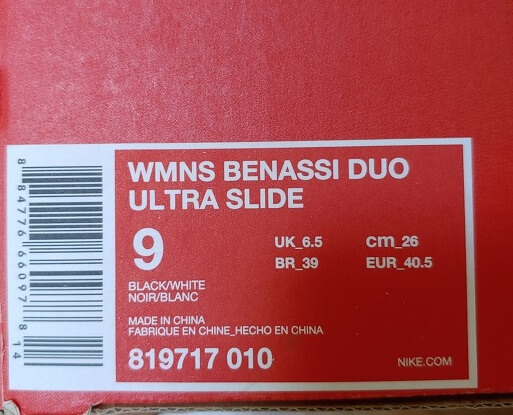 WMNS BENASSI DUO
ULTRA SLIDE
9
UK_6.5 cm_26
BR_39 EUR_40.5
BLACK/WHITE
NOIR/BLANC
MADE IN CHINA
FABRIQUE EN CHINE_HECHO EN CHINA
819717 010
NIKE.COM
8 84776 66097 8 14